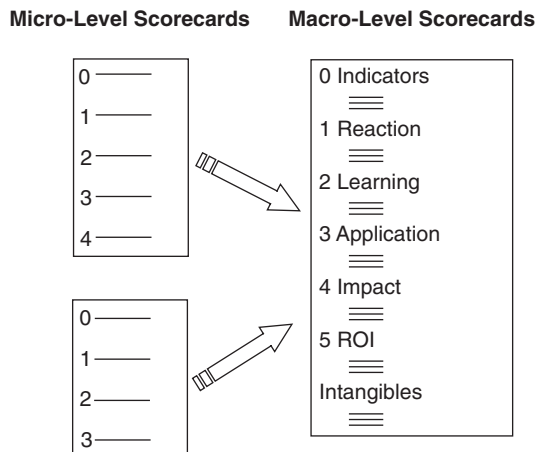 Micro-Level Scorecards
Macro-Level Scorecards
0
1
2
3
4
0
1
2
3
0 Indicators
1 Reaction
2 Learning
3 Application
4 Impact
5 ROI
Intangibles